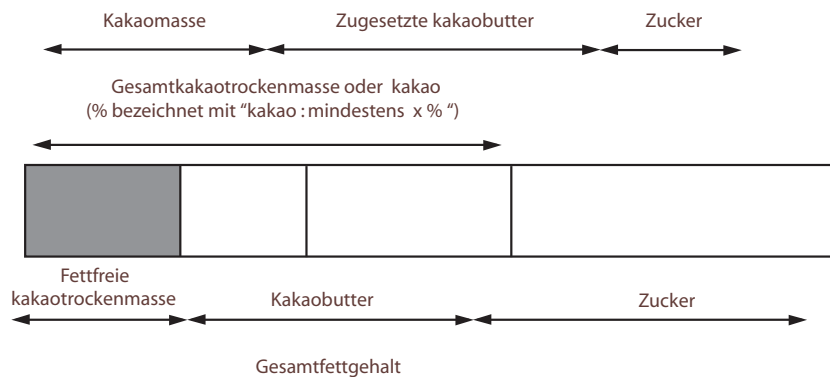 Kakaomasse Zugesetzte kakaobutter Zucker
Gesamtkakaotrockenmasse oder kakao
(% bezeichnet mit “kakao : mindestens x % “)
Fettfreie
kakaotrockenmasse Kakaobutter Zucker
Gesamtfettgehalt